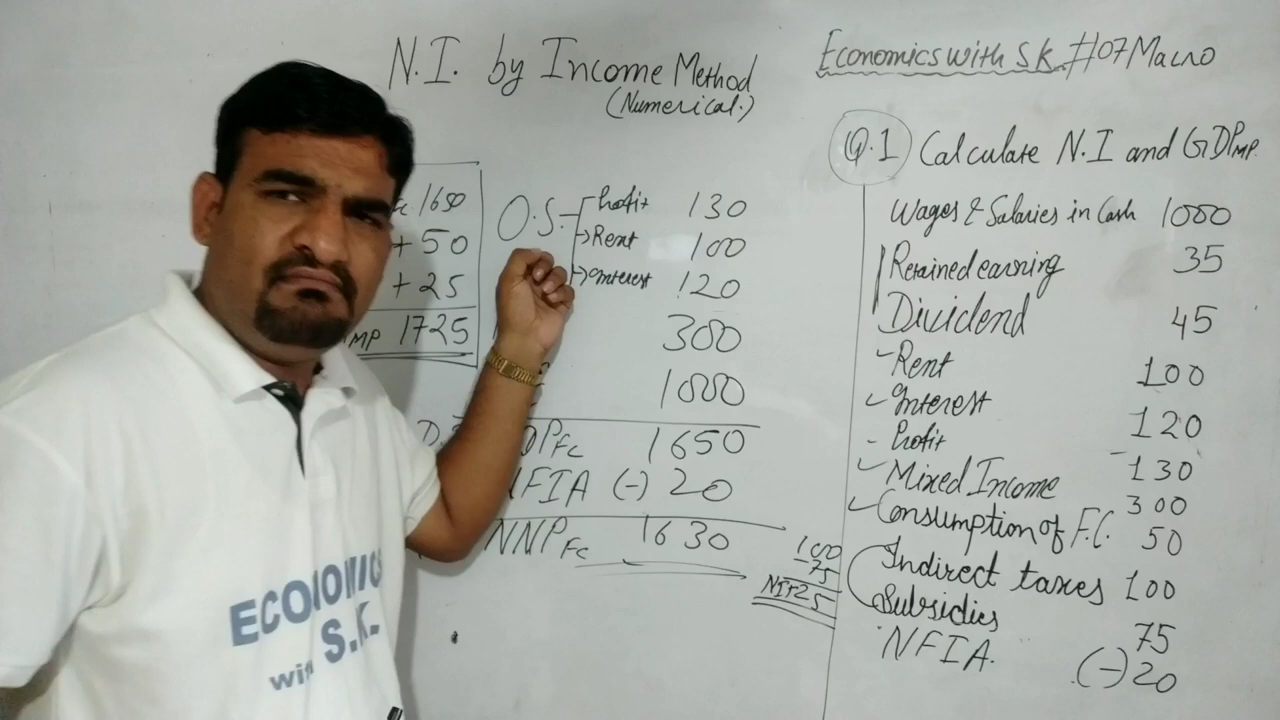 N.I. by Income Method
(Numerical.)
Economics with S.K. #07 Macro
1650
+ 50
+ 25
MP 1725
O.S. Profit 130
Rent 100
Interest 120
300
1000
DPFC 1650
NFIA (-) 20
NNPFC 1630
100
-75
NIT 25
Q.1 Calculate N.I and GDPMP.
Wages & Salaries in Cash 1000
Retained earning 35
Dividend 45
Rent 100
Interest 120
Profit 130
Mixed Income 300
Consumption of F.C. 50
Indirect taxes 100
Subsidies 75
NFIA. (-) 20
ECONOMICS
with S.K.